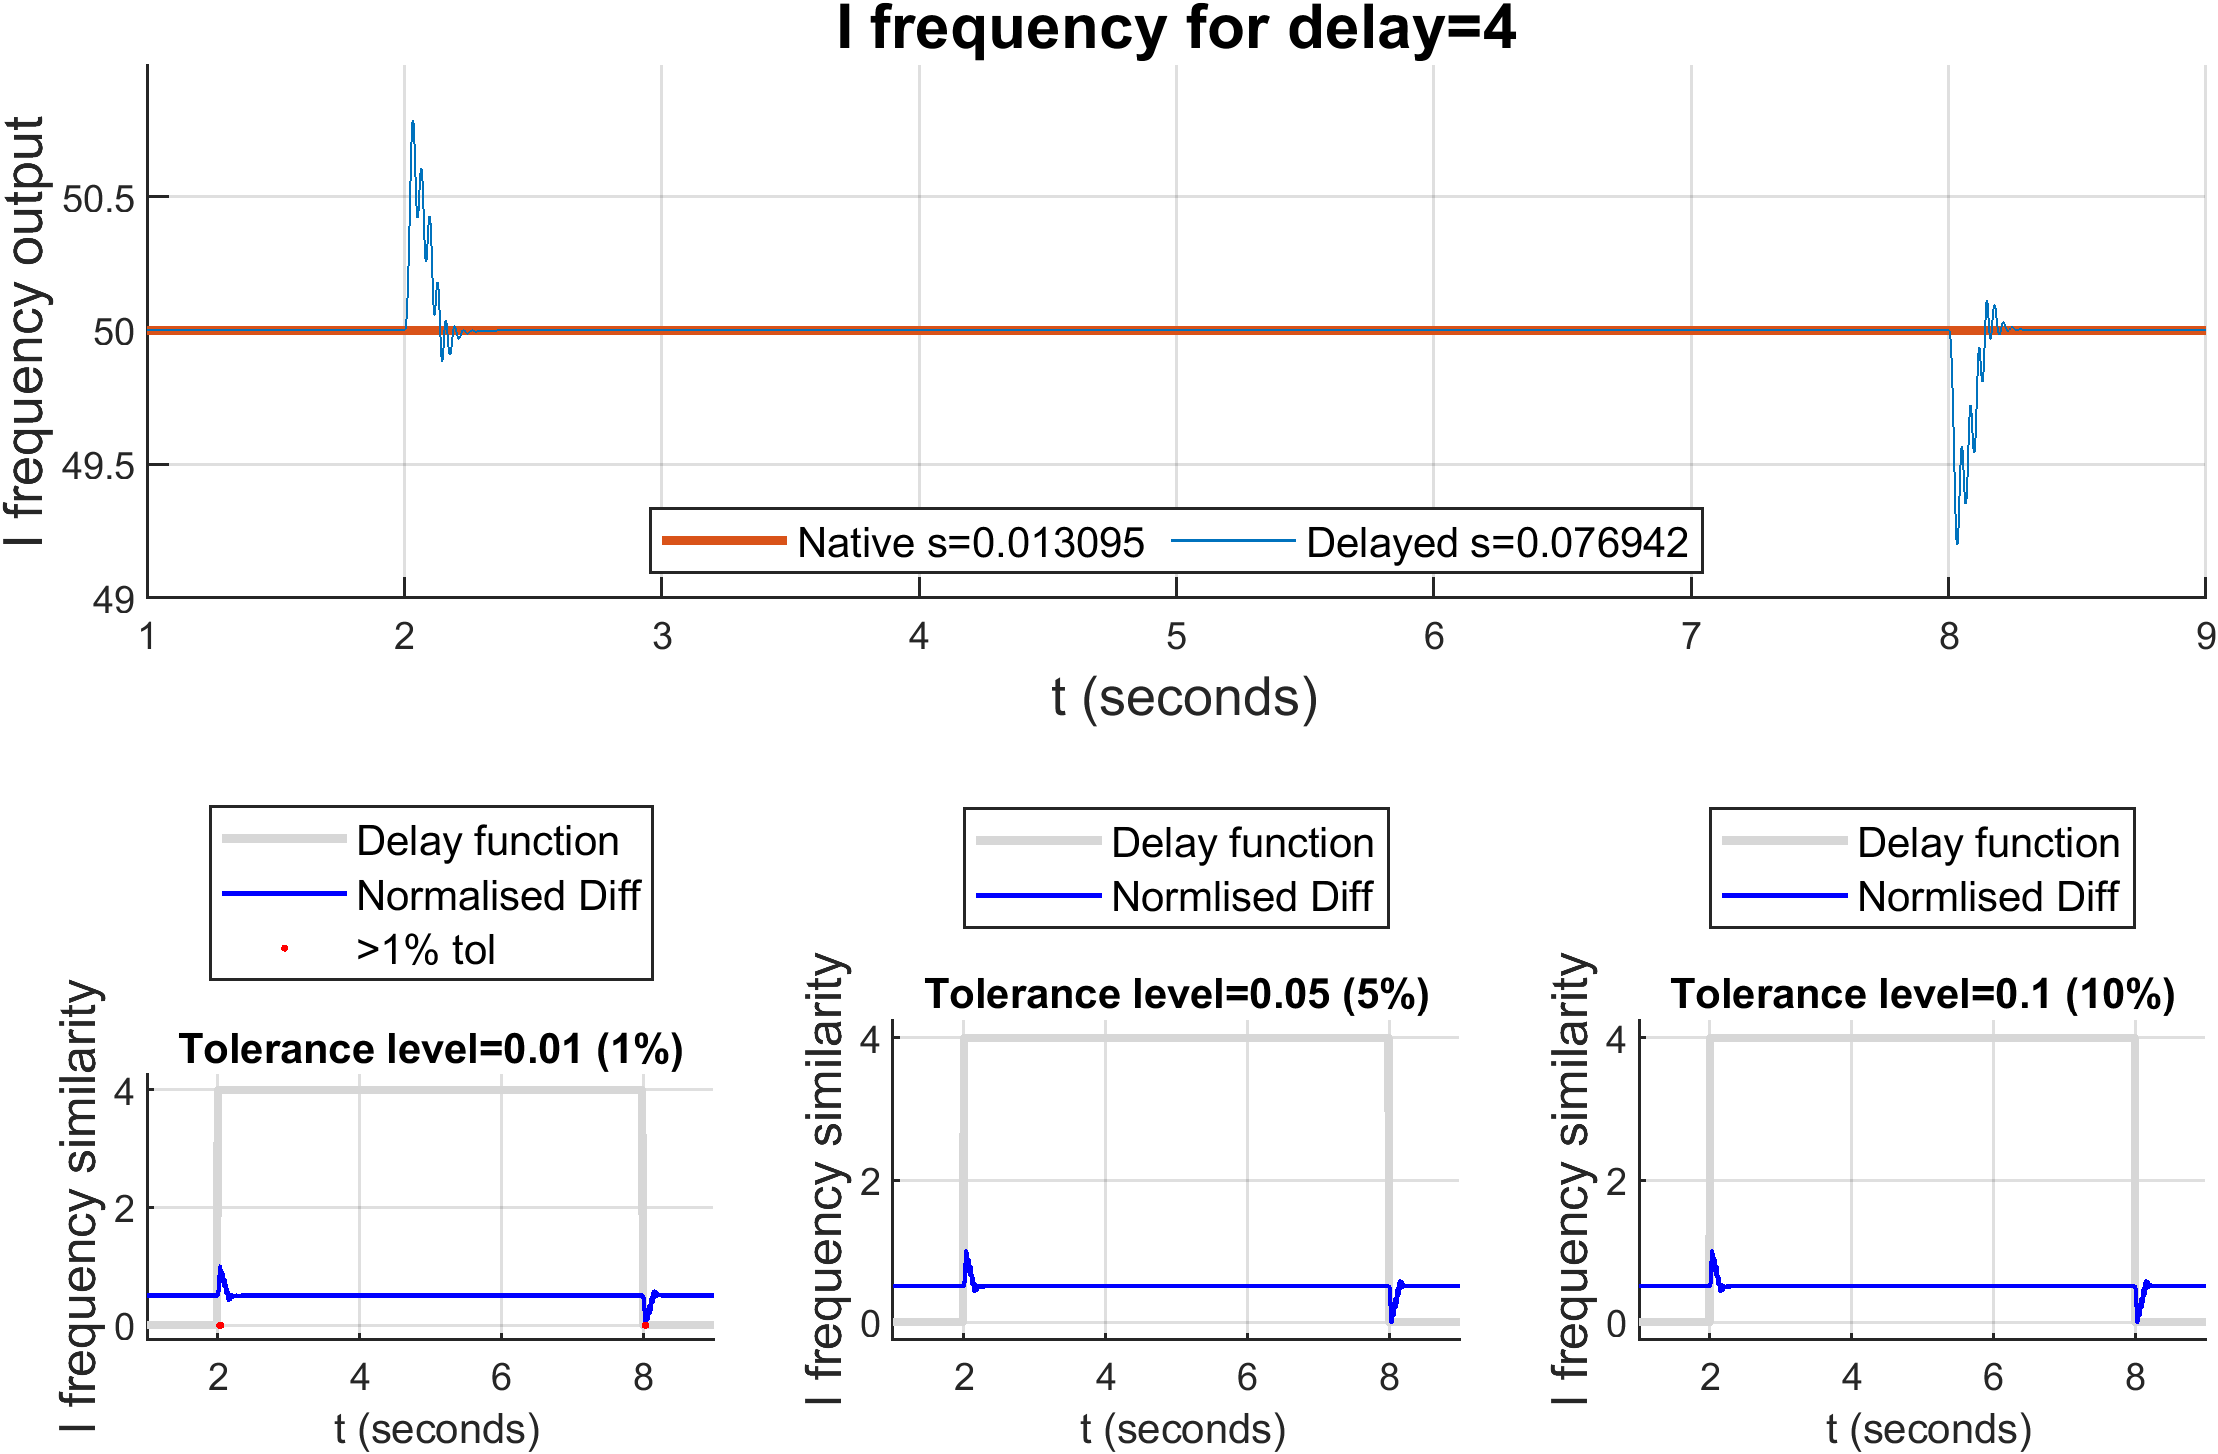 I frequency for delay=4
I frequency output
50.5
50
49.5
49
Native s=0.013095 Delayed s=0.076942
1 2 3 4 5 6 7 8 9
t (seconds)
Delay function
Normalised Diff
>1% tol
Tolerance level=0.01 (1%)
I frequency similarity
4
2
0
2 4 6 8
t (seconds)
Delay function
Normlised Diff
Tolerance level=0.05 (5%)
I frequency similarity
4
2
0
2 4 6 8
t (seconds)
Delay function
Normlised Diff
Tolerance level=0.1 (10%)
I frequency similarity
4
2
0
2 4 6 8
t (seconds)